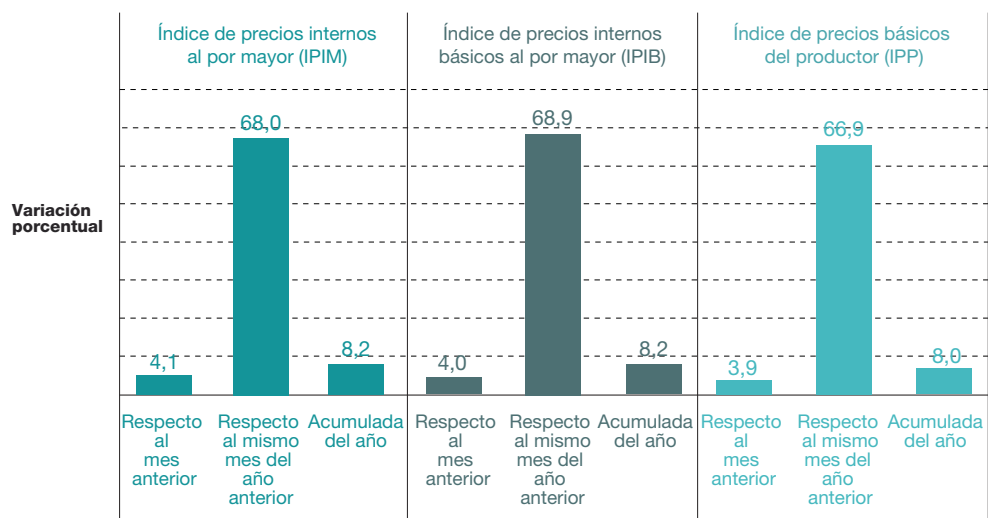 Índice de precios internos
al por mayor (IPIM)
Índice de precios internos
básicos al por mayor (IPIB)
Índice de precios básicos
del productor (IPP)
Variación
porcentual
4,1
68,0
8,2
4,0
68,9
8,2
3,9
66,9
8,0
Respecto
al
mes
anterior
Respecto
al mismo
mes del
año
anterior
Acumulada
del año
Respecto
al
mes
anterior
Respecto
al mismo
mes del
año
anterior
Acumulada
del año
Respecto
al
mes
anterior
Respecto
al mismo
mes del
año
anterior
Acumulada
del año